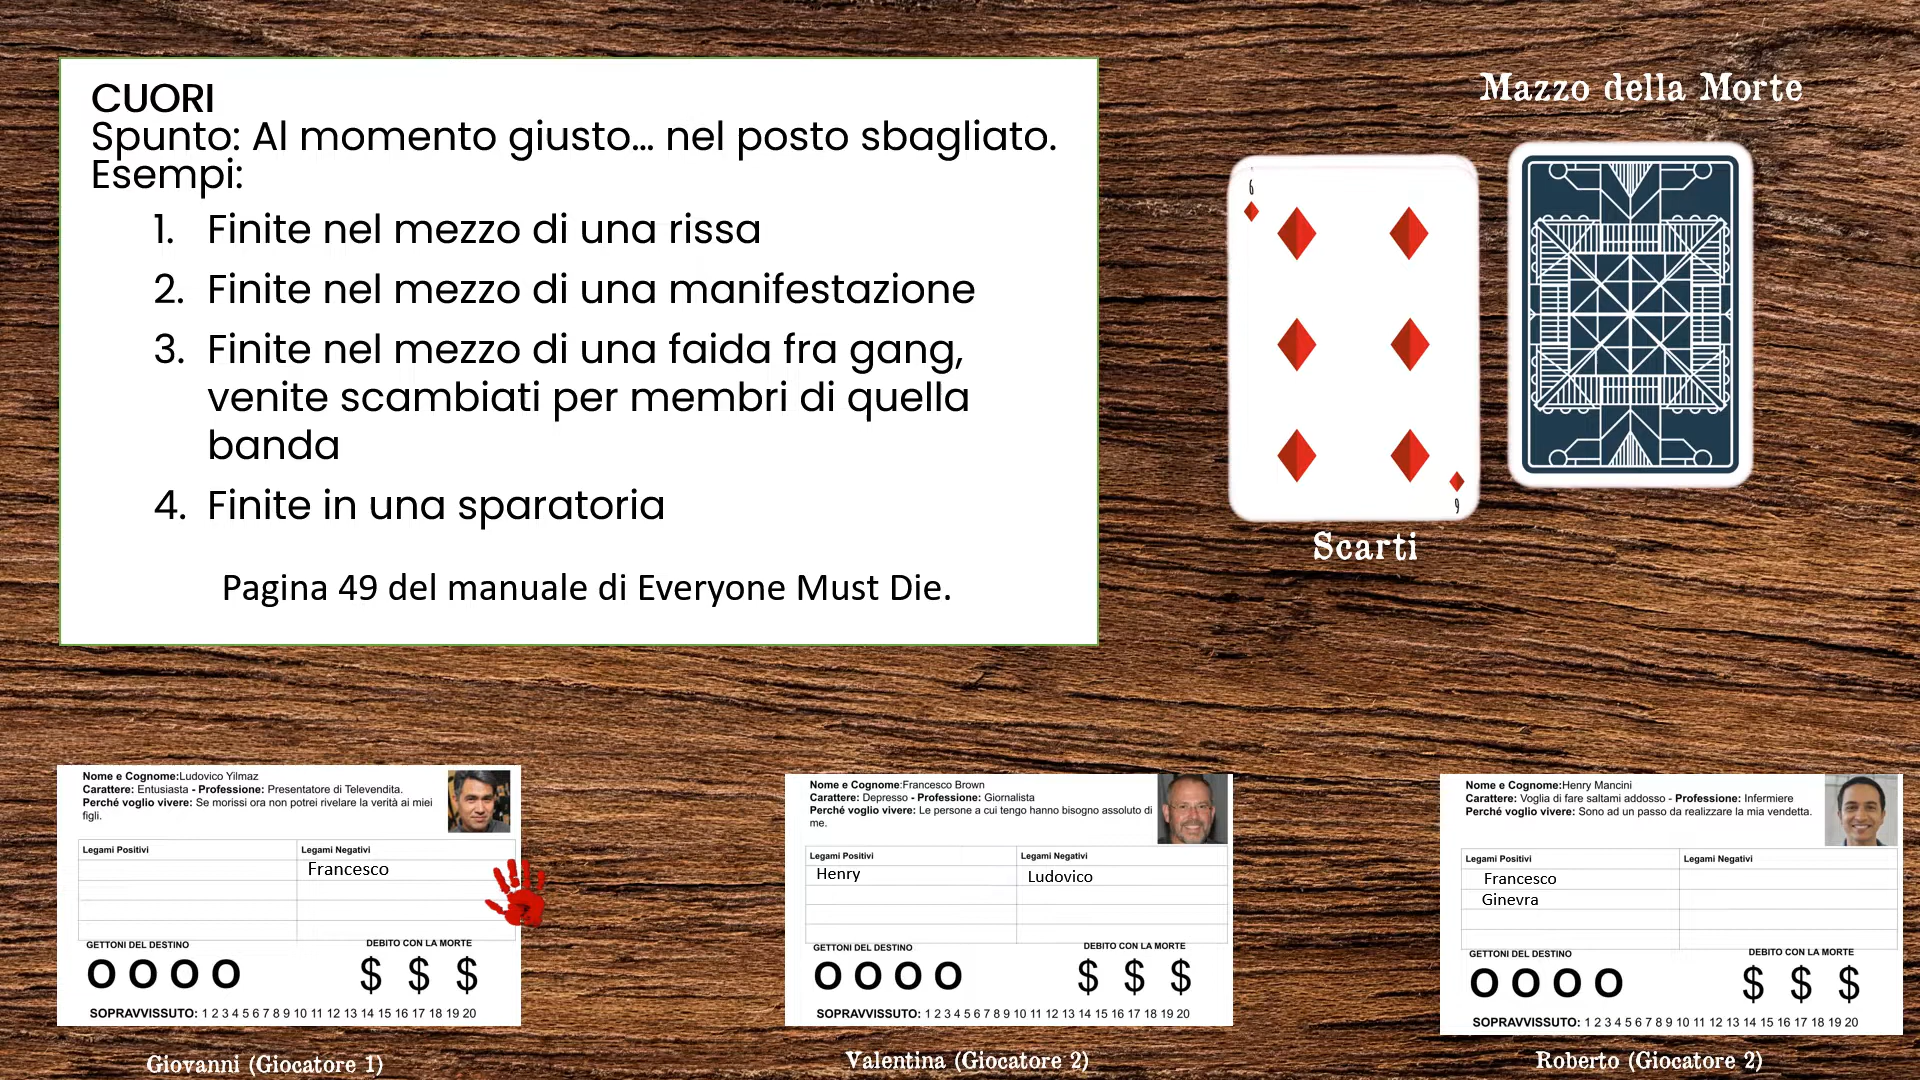 CUORI
Spunto: Al momento giusto... nel posto sbagliato.
Esempi:
1. Finite nel mezzo di una rissa
2. Finite nel mezzo di una manifestazione
3. Finite nel mezzo di una faida fra gang,
venite scambiati per membri di quella
banda
4. Finite in una sparatoria
Pagina 49 del manuale di Everyone Must Die.
Mazzo della Morte
6
6
Scarti
Nome e Cognome:Ludovico Yilmaz
Carattere: Entusiasta - Professione: Presentatore di Televendita.
Perché voglio vivere: Se morissi ora non potrei rivelare la verità ai miei
figli.
Legami Positivi
Legami Negativi
Francesco
GETTONI DEL DESTINO
DEBITO CON LA MORTE
O O O O
$ $ $
SOPRAVVISSUTO: 1 2 3 4 5 6 7 8 9 10 11 12 13 14 15 16 17 18 19 20
Giovanni (Giocatore 1)
Nome e Cognome:Francesco Brown
Carattere: Depresso - Professione: Giornalista
Perché voglio vivere: Le persone a cui tengo hanno bisogno assoluto di
me.
Legami Positivi
Legami Negativi
Henry
Ludovico
GETTONI DEL DESTINO
DEBITO CON LA MORTE
O O O O
$ $ $
SOPRAVVISSUTO: 1 2 3 4 5 6 7 8 9 10 11 12 13 14 15 16 17 18 19 20
Valentina (Giocatore 2)
Nome e Cognome:Henry Mancini
Carattere: Voglia di fare saltami addosso - Professione: Infermiere
Perché voglio vivere: Sono ad un passo da realizzare la mia vendetta.
Legami Positivi
Legami Negativi
Francesco
Ginevra
GETTONI DEL DESTINO
DEBITO CON LA MORTE
O O O O
$ $ $
SOPRAVVISSUTO: 1 2 3 4 5 6 7 8 9 10 11 12 13 14 15 16 17 18 19 20
Roberto (Giocatore 2)